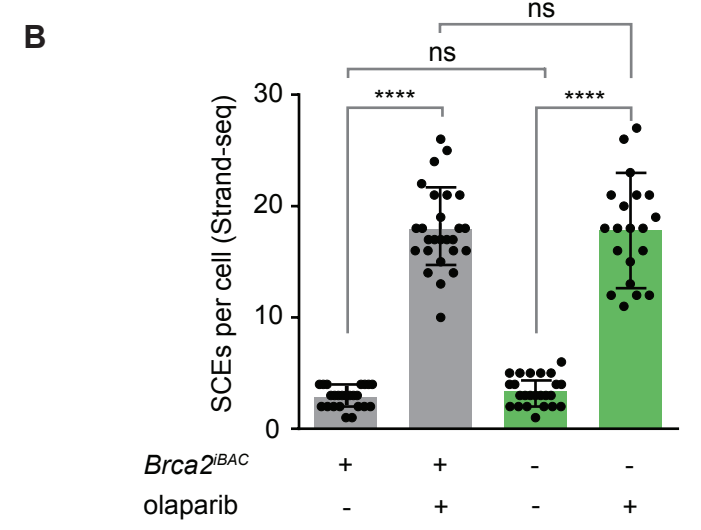 B
ns
ns
**** ****
30
20
10
0
SCEs per cell (Strand-seq)
Brca2iBAC + + - -
olaparib - + - +